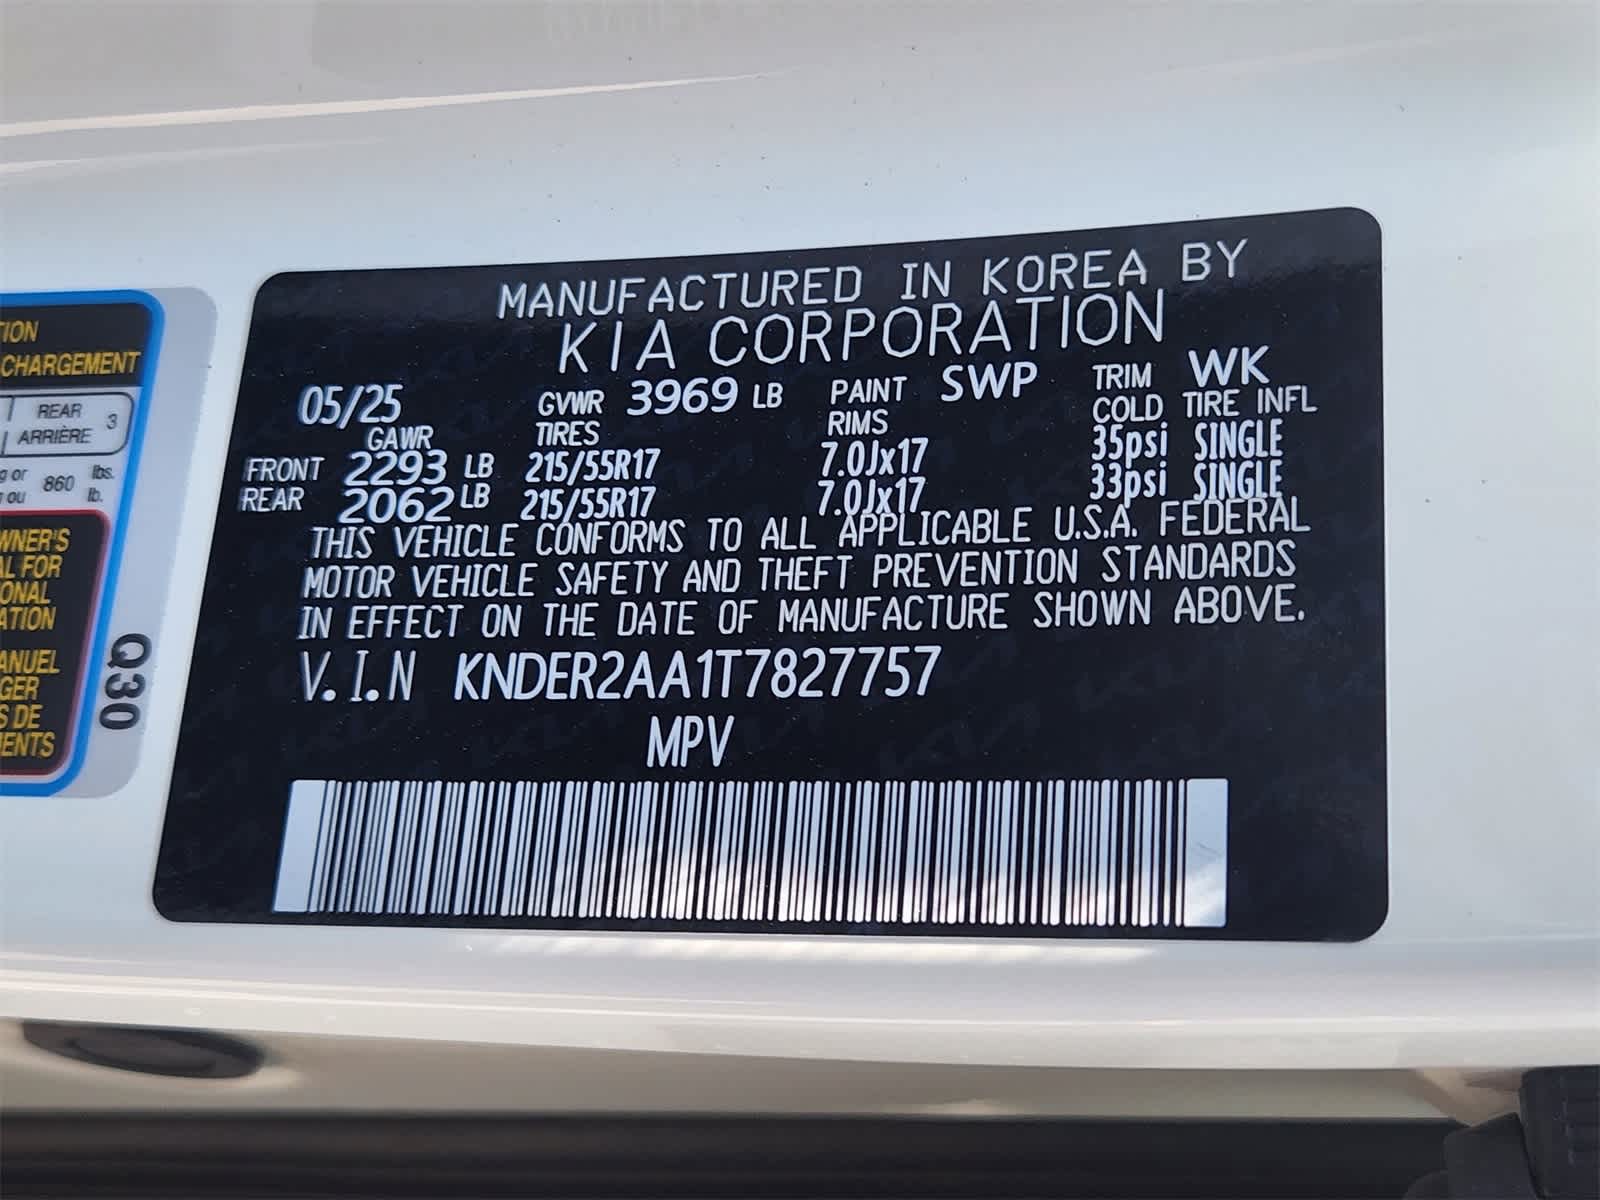 MANUFACTURED IN KOREA BY
KIA CORPORATION
05/25 GVWR 3969 LB PAINT SWP TRIM WK
GAWR TIRES RIMS COLD TIRE INFL
FRONT 2293 LB 215/55R17 7.0Jx17 35psi SINGLE
REAR 2062 LB 215/55R17 7.0Jx17 33psi SINGLE
THIS VEHICLE CONFORMS TO ALL APPLICABLE U.S.A. FEDERAL
MOTOR VEHICLE SAFETY AND THEFT PREVENTION STANDARDS
IN EFFECT ON THE DATE OF MANUFACTURE SHOWN ABOVE.
V.I.N KNDER2AA1T7827757
MPV
TION
CHARGEMENT
REAR
ARRIÈRE 3
g or 860 lbs.
ou lb.
WNER'S
AL FOR
ONAL
ATION
ANUEL
GER
S DE
MENTS
Q30